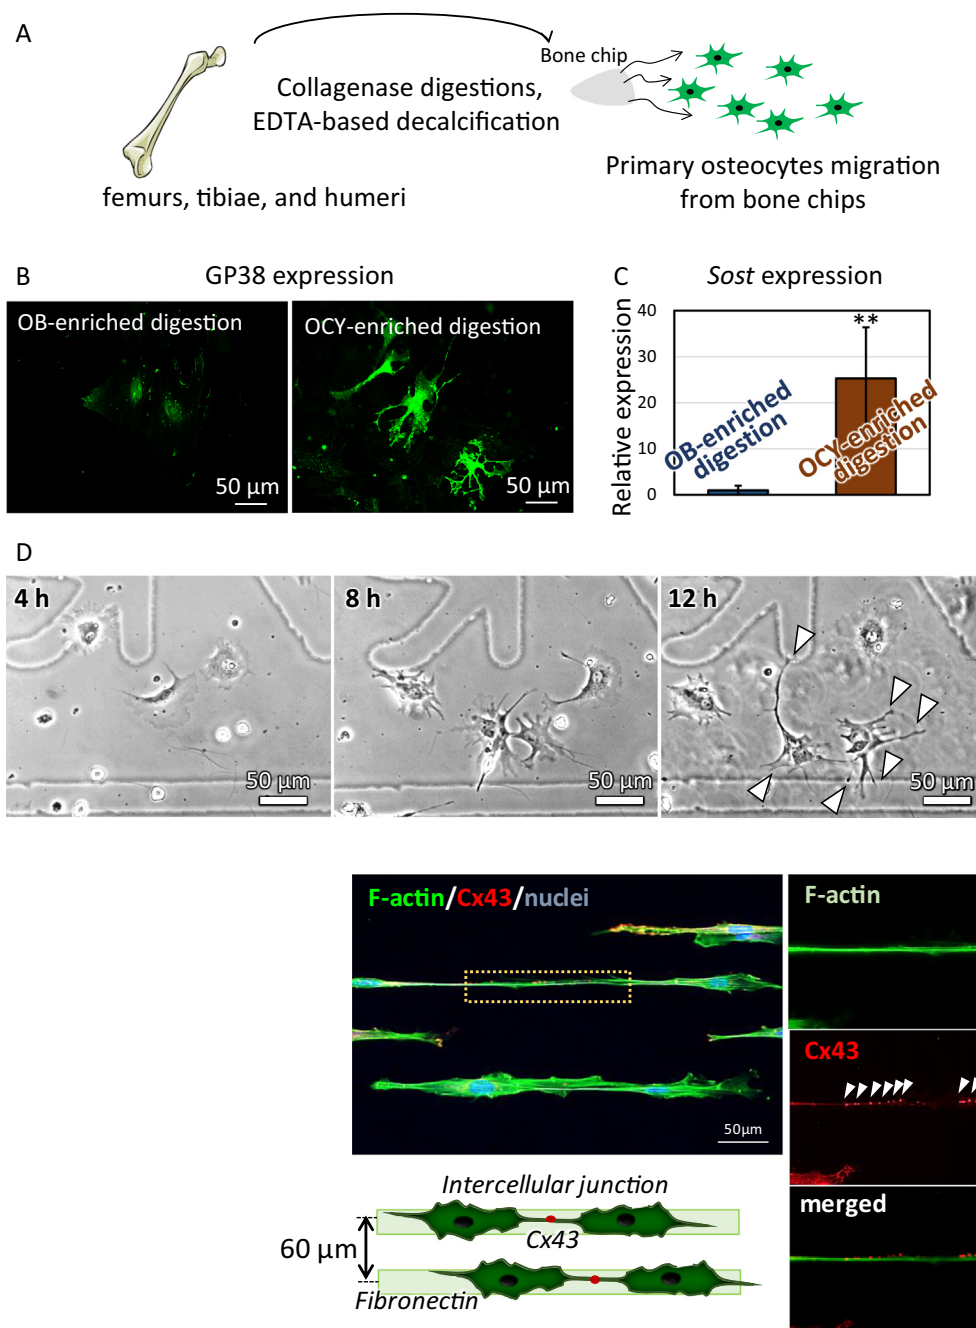 A
Bone chip
Collagenase digestions,
EDTA-based decalcification
femurs, tibiae, and humeri
Primary osteocytes migration
from bone chips
B
GP38 expression
OB-enriched digestion
OCY-enriched digestion
50 µm
50 µm
C
Sost expression
Relative expression
40
30
20
10
0
**
OB-enriched
digestion
OCY-enriched
digestion
D
4 h
8 h
12 h
50 µm
50 µm
50 µm
F-actin/Cx43/nuclei
50µm
F-actin
Cx43
merged
Intercellular junction
Cx43
60 µm
Fibronectin